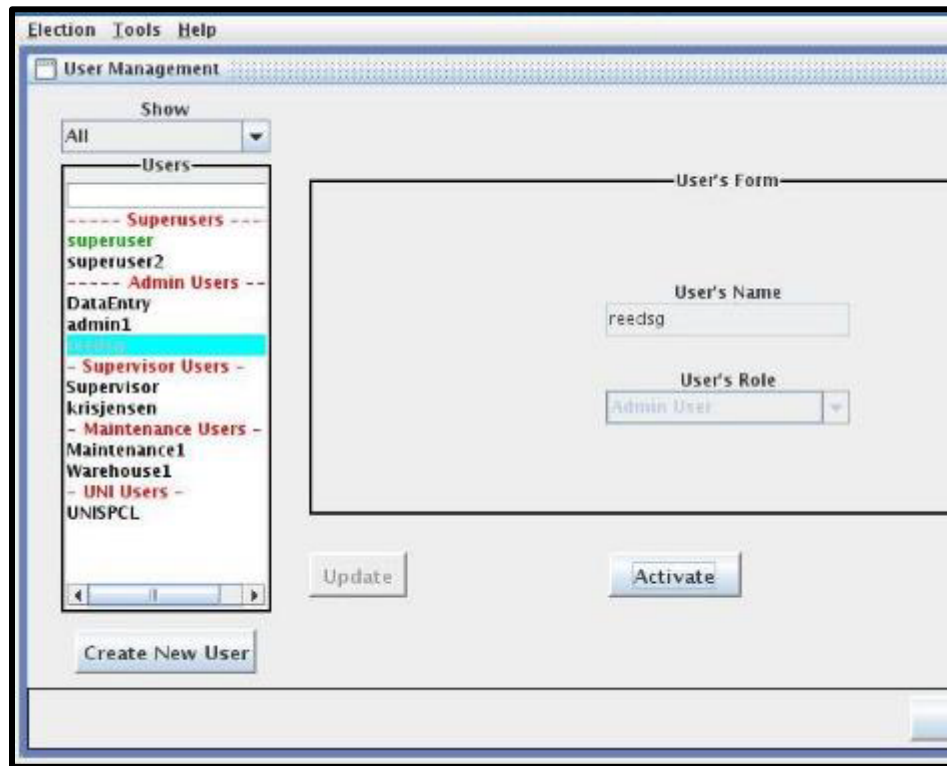 Election Tools Help
User Management
Show
All
Users
----- Superusers ----
superuser
superuser2
----- Admin Users --
DataEntry
admin1
reedsg
- Supervisor Users -
Supervisor
krisjensen
- Maintenance Users -
Maintenance1
Warehouse1
- UNI Users -
UNISPCL
Create New User
User's Form
User's Name
reedsg
User's Role
Admin User
Update
Activate